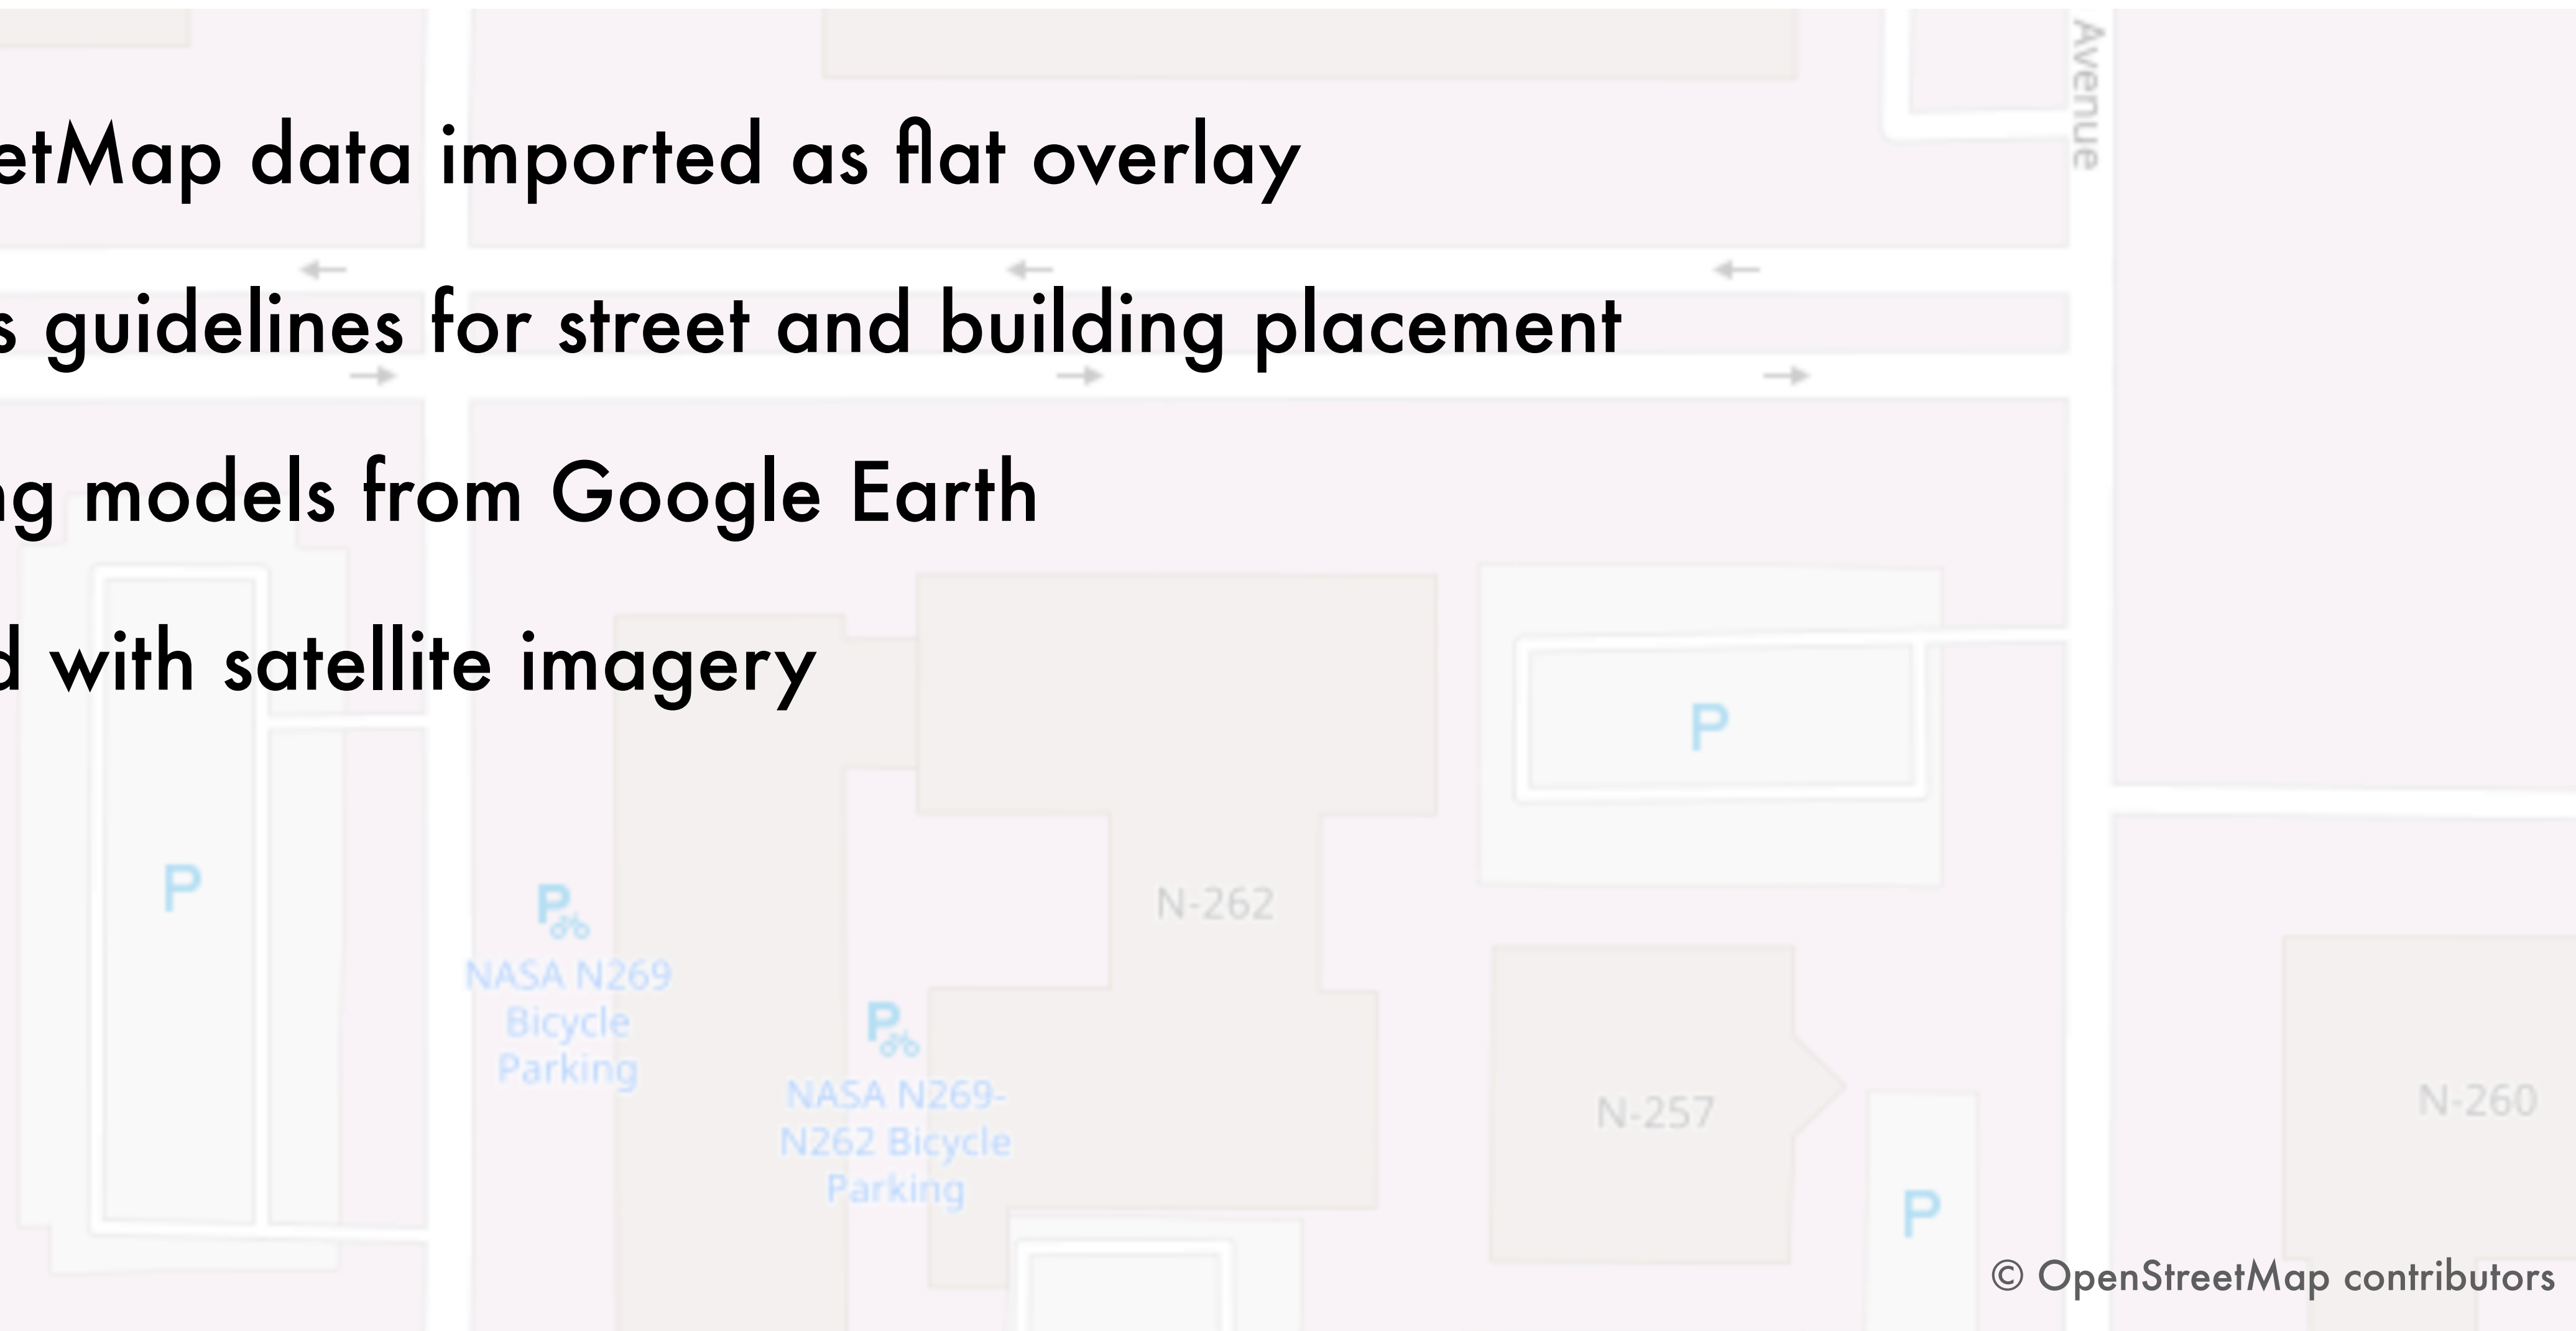 etMap data imported as flat overlay
s guidelines for street and building placement
ng models from Google Earth
d with satellite imagery
Avenue
P
P
N-262
NASA N269
Bicycle
Parking
NASA N269-
N262 Bicycle
Parking
N-257
N-260
P
P
P
© OpenStreetMap contributors